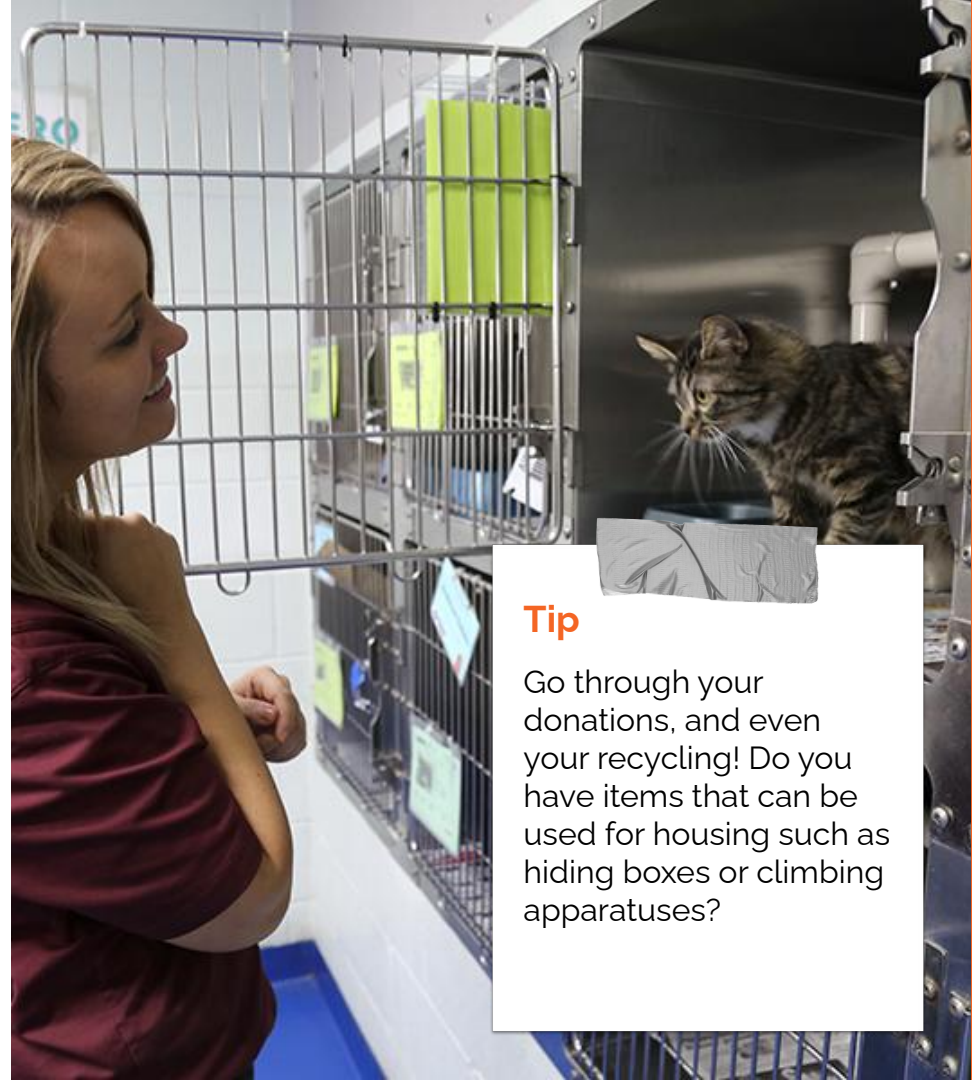 ERO
Tip
Go through your
donations, and even
your recycling! Do you
have items that can be
used for housing such as
hiding boxes or climbing
apparatuses?